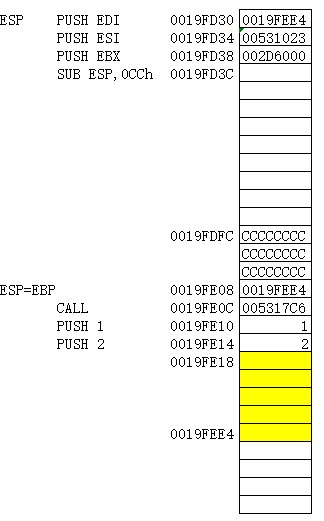 ESP PUSH EDI 0019FD30 0019FEE4
PUSH ESI 0019FD34 00531023
PUSH EBX 0019FD38 002D6000
SUB ESP,0CCh 0019FD3C
0019FDFC CCCCCCCC
CCCCCCCC
CCCCCCCC
ESP=EBP 0019FE08 0019FEE4
CALL 0019FE0C 005317C6
PUSH 1 0019FE10 1
PUSH 2 0019FE14 2
0019FE18
0019FEE4